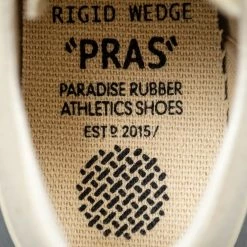 RIGID WEDGE
"PRAS"
PARADISE RUBBER
ATHLETICS SHOES
ESTD 2015/